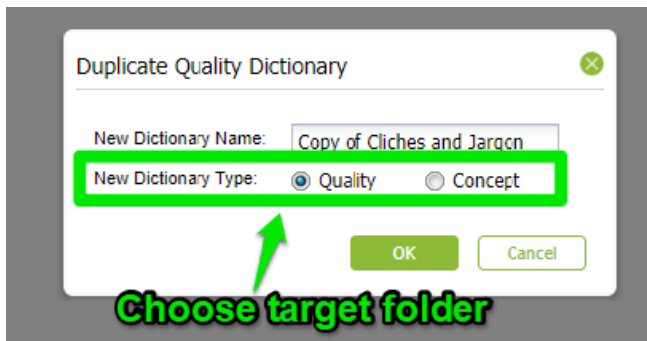 Duplicate Quality Dictionary
New Dictionary Name: Copy of Cliches and Jargon
New Dictionary Type: Quality Concept
OK Cancel
Choose target folder